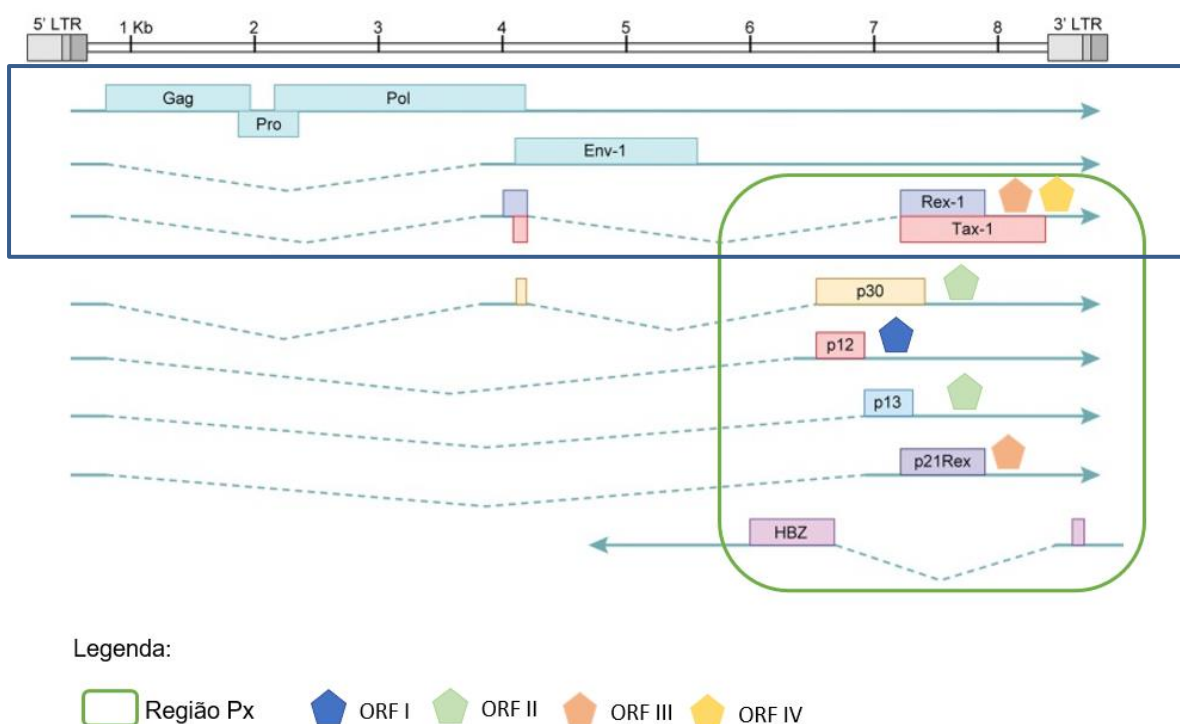 5' LTR 1 Kb 2 3 4 5 6 7 8 3' LTR
Gag Pol
Pro
Env-1
Rex-1
Tax-1
p30
p12
p13
p21Rex
HBZ
Legenda:
Região Px ORF I ORF II ORF III ORF IV